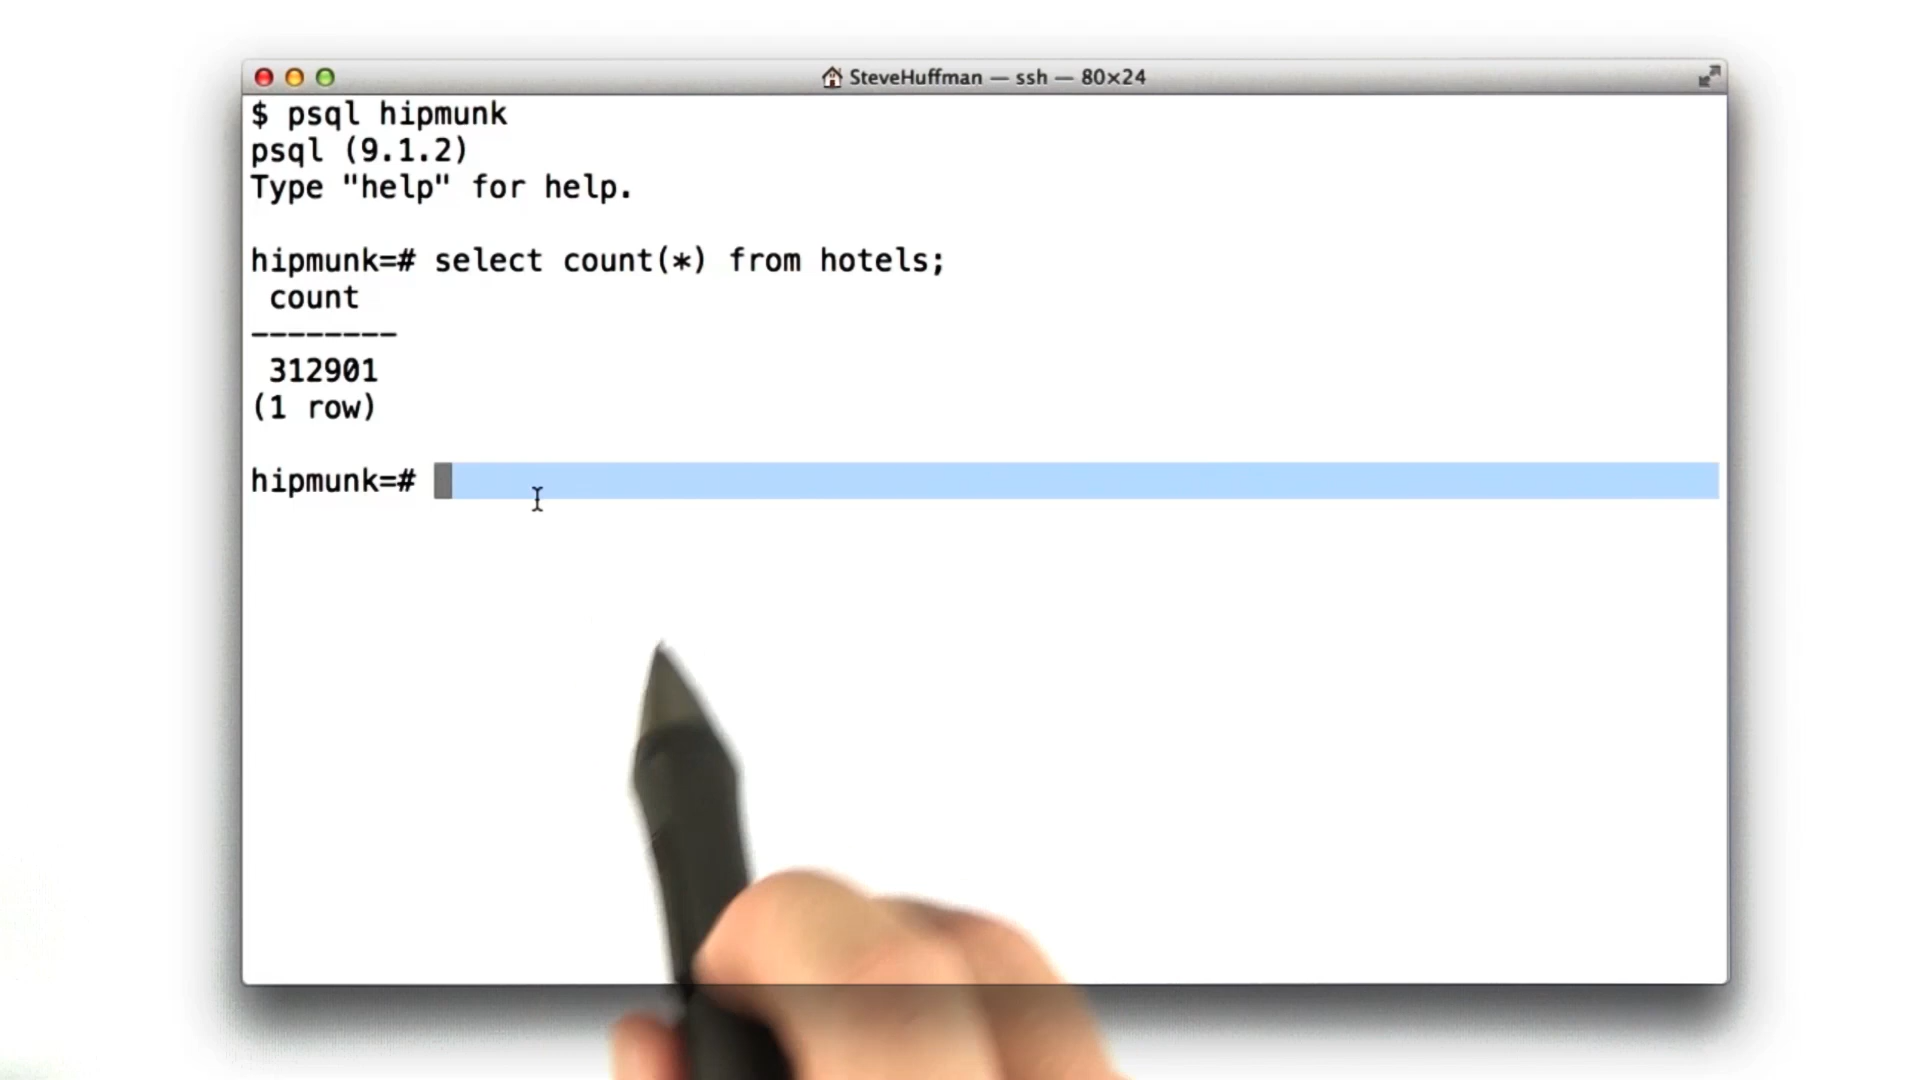 SteveHuffman — ssh — 80×24
$ psql hipmunk
psql (9.1.2)
Type "help" for help.
hipmunk=# select count(*) from hotels;
count
--------
312901
(1 row)
hipmunk=#